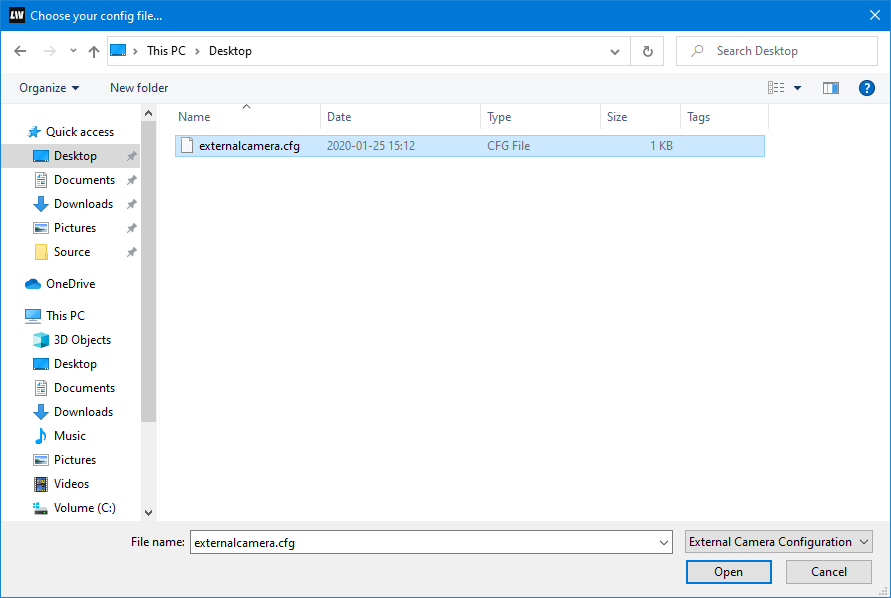 LIV Choose your config file...
This PC Desktop
Search Desktop
Organize New folder
Name Date Type Size Tags
externalcamera.cfg 2020-01-25 15:12 CFG File 1 KB
Quick access
Desktop
Documents
Downloads
Pictures
Source
OneDrive
This PC
3D Objects
Desktop
Documents
Downloads
Music
Pictures
Videos
Volume (C:)
File name: externalcamera.cfg External Camera Configuration
Open Cancel